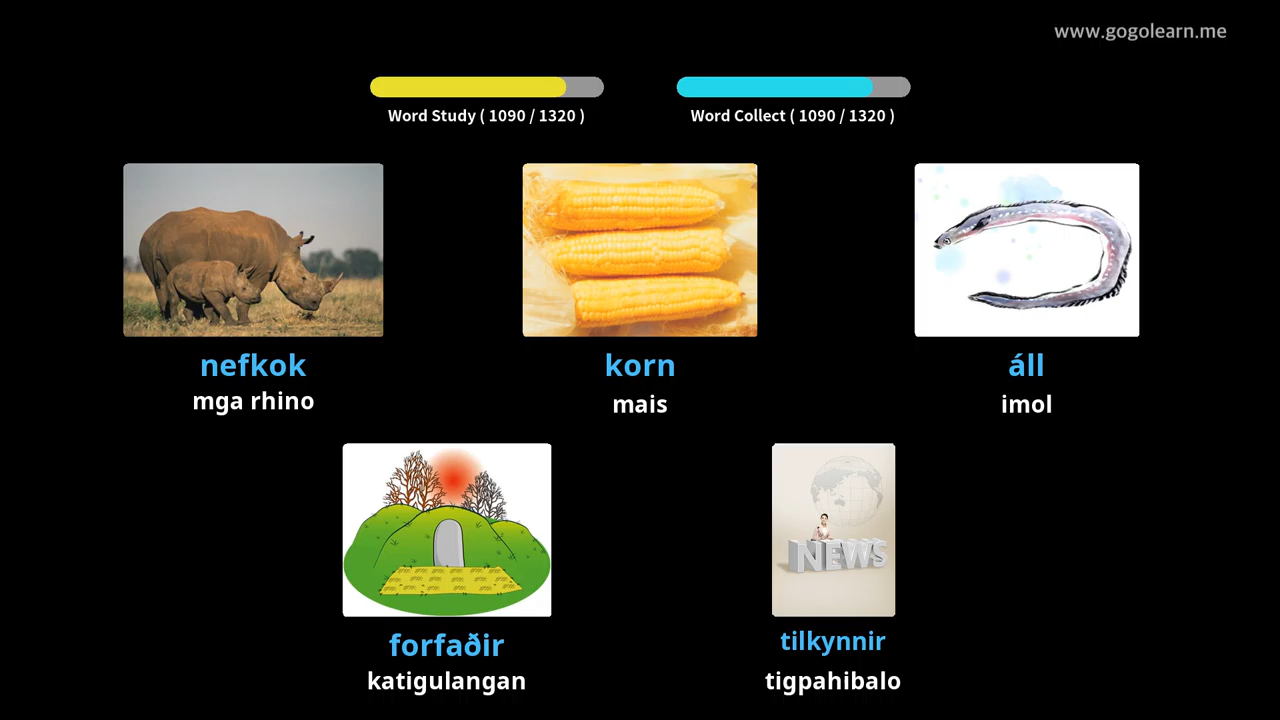 www.gogolearn.me
Word Study ( 1090 / 1320 )
Word Collect ( 1090 / 1320 )
nefkok
mga rhino
korn
mais
áll
imol
forfaðir
katigulangan
NEWS
tilkynnir
tigpahibalo